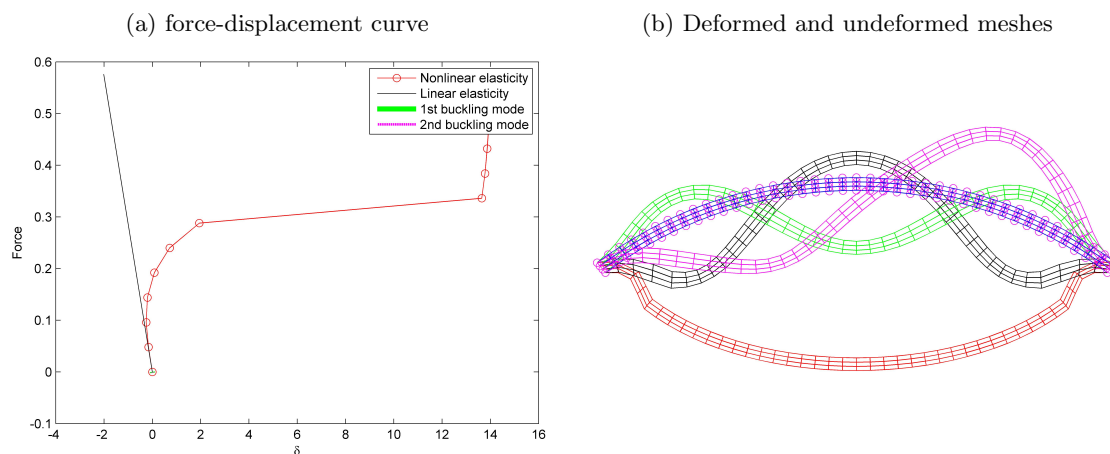 (a) force-displacement curve
(b) Deformed and undeformed meshes
0.6
0.5
0.4
0.3
0.2
0.1
0
-0.1
Force
-4
-2
0
2
4
6
8
10
12
14
16
δ
Nonlinear elasticity
Linear elasticity
1st buckling mode
2nd buckling mode